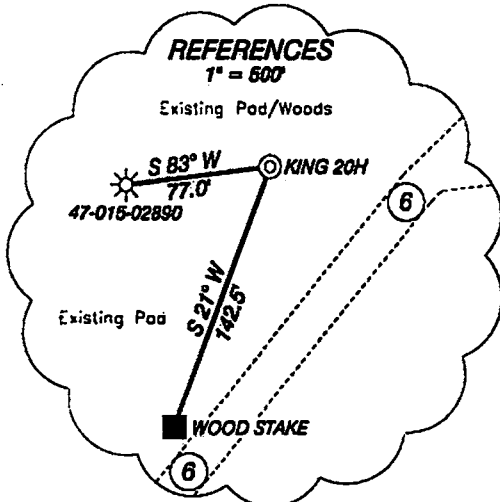 REFERENCES
1" = 500'
Existing Pad/Woods
S 83° W
77.0'
KING 20H
47-015-02890
6
S 21° W
142.5'
Existing Pad
WOOD STAKE
6